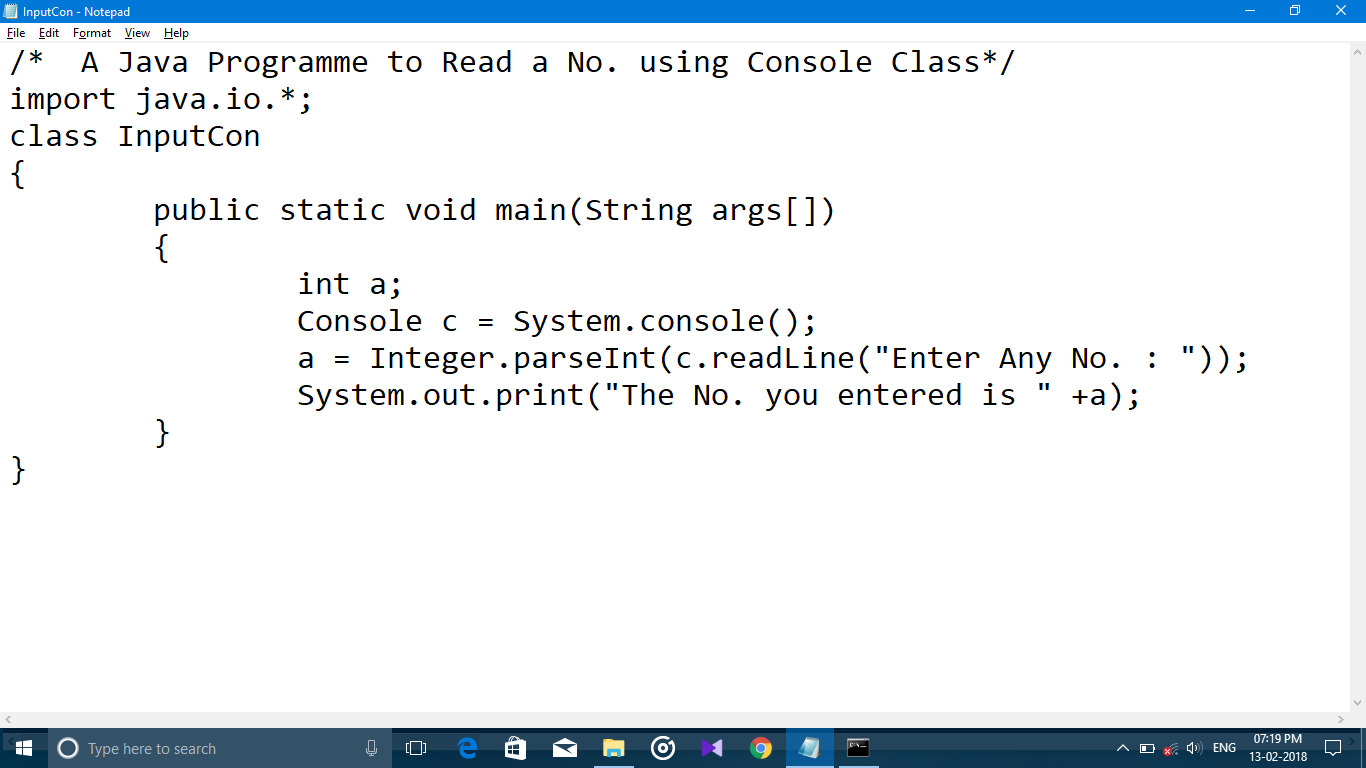 InputCon - Notepad
File Edit Format View Help
/*  A Java Programme to Read a No. using Console Class*/
import java.io.*;
class InputCon
{
        public static void main(String args[])
        {
                int a;
                Console c = System.console();
                a = Integer.parseInt(c.readLine("Enter Any No. : "));
                System.out.print("The No. you entered is " +a);
        }
}
Type here to search
ENG
07:19 PM
13-02-2018